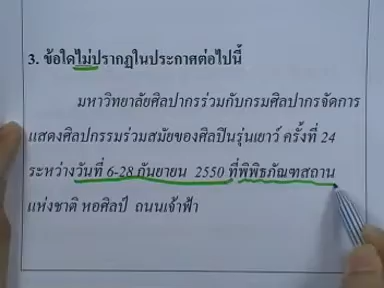 3. ข้อใดไม่ปรากฏในประกาศต่อไปนี้
มหาวิทยาลัยศิลปากรร่วมกับกรมศิลปากรจัดการ
แสดงศิลปกรรมร่วมสมัยของศิลปินรุ่นเยาว์ ครั้งที่ 24
ระหว่างวันที่ 6-28 กันยายน 2550 ที่พิพิธภัณฑสถาน
แห่งชาติ หอศิลป์ ถนนเจ้าฟ้า